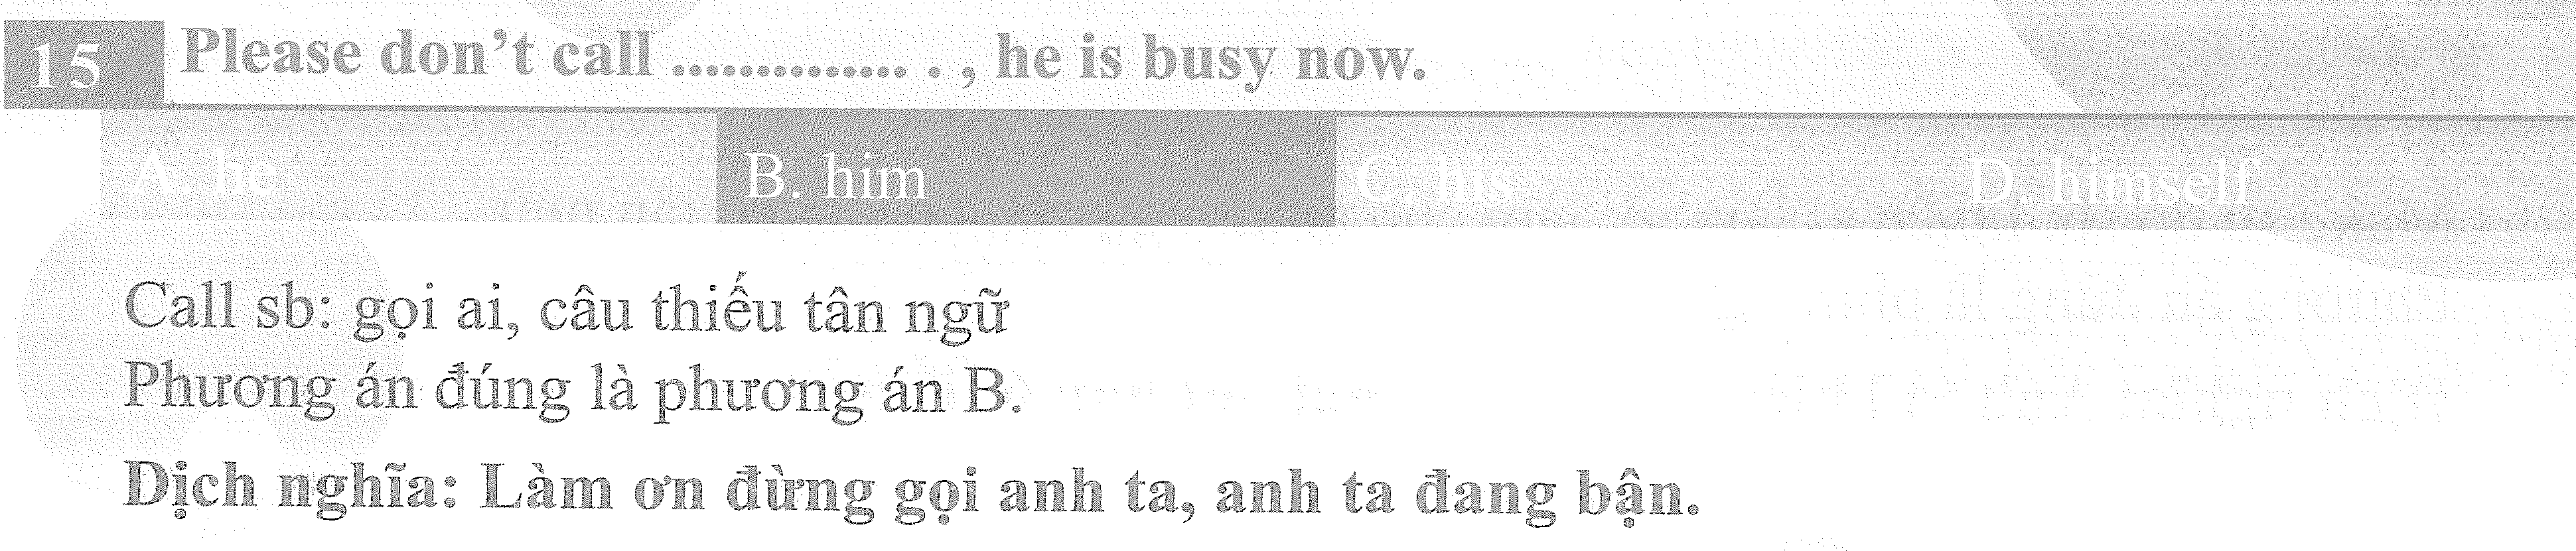 15 Please don't call .............. . , he is busy now.
A. he B. him C. his D. himself
Call sb: gọi ai, câu thiếu tân ngữ
Phương án đúng là phương án B.
Dịch nghĩa: Làm ơn đừng gọi anh ta, anh ta đang bận.